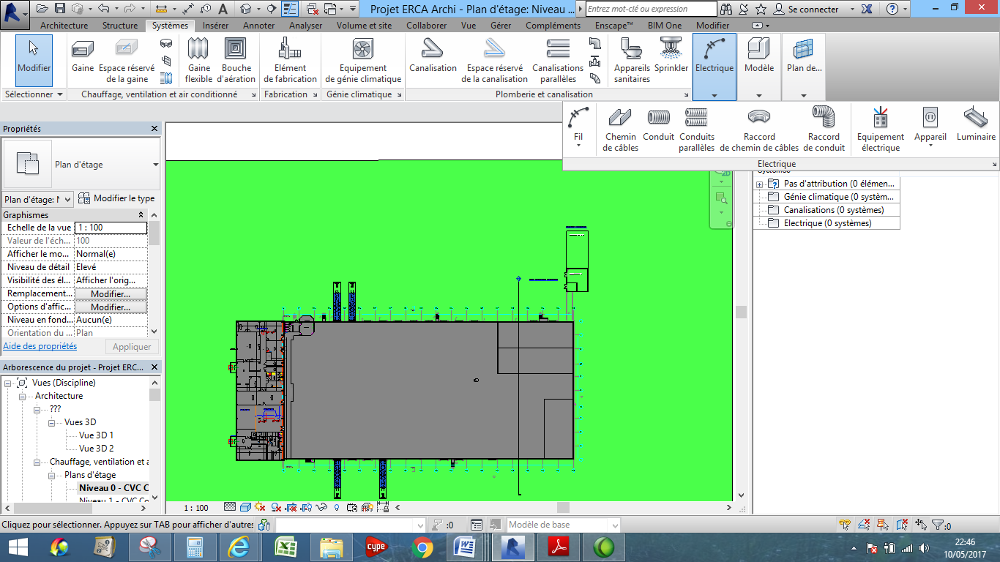 Projet ERCA Archi - Plan d'étage: Niveau ...
Entrez mot-clé ou expression
Se connecter
Architecture Structure Systèmes Insérer Annoter Analyser Volume et site Collaborer Vue Gérer Compléments Enscape™ BIM One Modifier
Modifier
Gaine
Espace réservé
de la gaine
Gaine
flexible
Bouche
d'aération
Elément
de fabrication
Equipement
de génie climatique
Canalisation
Espace réservé
de la canalisation
Canalisations
parallèles
Appareils
sanitaires
Sprinkler
Electrique
Modèle
Plan de...
Sélectionner
Chauffage, ventilation et air conditionné
Fabrication
Génie climatique
Plomberie et canalisation
Fil
Chemin
de câbles
Conduit
Conduits
parallèles
Raccord
de chemin de câbles
Raccord
de conduit
Equipement
électrique
Appareil
Luminaire
Electrique
Propriétés
Plan d'étage
Plan d'étage: N
Modifier le type
Graphismes
Echelle de la vue 1 : 100
Valeur de l'éch... 100
Afficher le mo... Normal(e)
Niveau de détail Elevé
Visibilité des él... Afficher l'orig...
Remplacement... Modifier...
Options d'affic... Modifier...
Niveau en fond... Aucun(e)
Orientation du ... Plan
Aide des propriétés
Appliquer
Arborescence du projet - Projet ERC...
Vues (Discipline)
Architecture
???
Vues 3D
Vue 3D 1
Vue 3D 2
Chauffage, ventilation et a
Plans d'étage
Niveau 0 - CVC C
Niveau 1 - CVC Co
Systèmes
Pas d'attribution (0 élémen...
Génie climatique (0 systèm...
Canalisations (0 systèmes)
Electrique (0 systèmes)
1 : 100
Cliquez pour sélectionner. Appuyez sur TAB pour afficher d'autres
:0
Modèle de base
:0
cype
22:46
10/05/2017